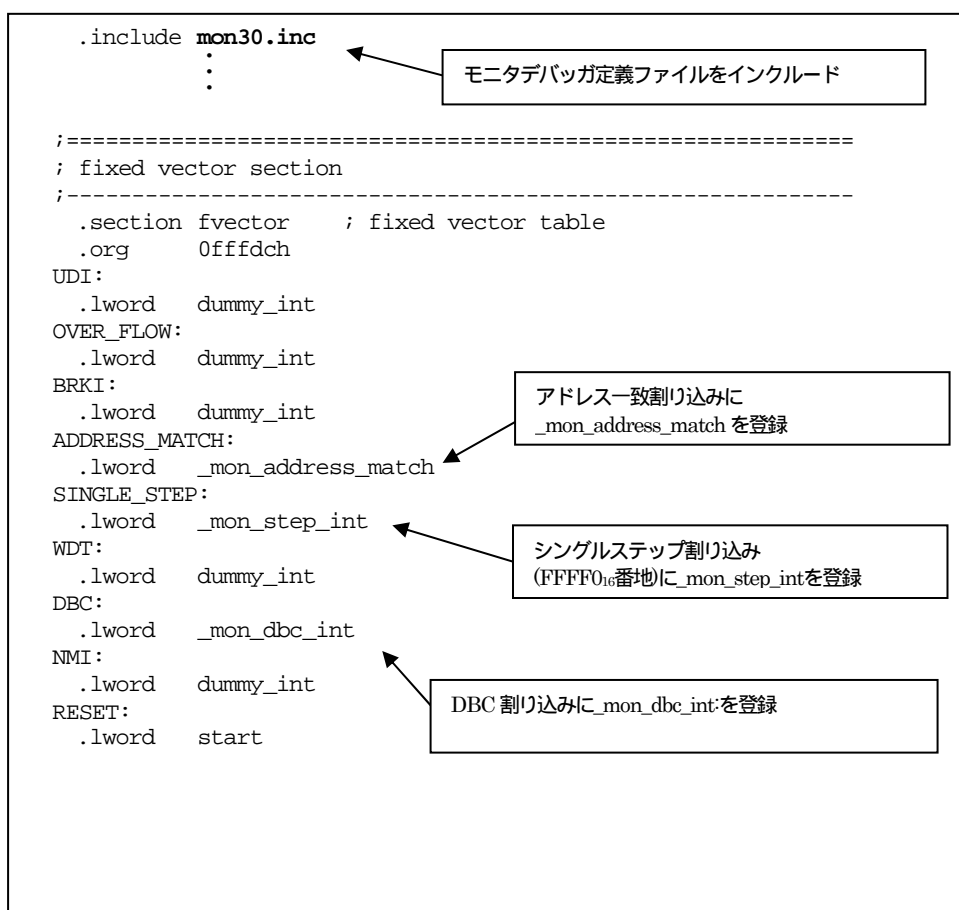 .include mon30.inc
:
モニタデバッガ定義ファイルをインクルード
;============================================================
; fixed vector section
;------------------------------------------------------------
.section fvector ; fixed vector table
.org 0fffdch
UDI:
.lword dummy_int
OVER_FLOW:
.lword dummy_int
BRKI:
.lword dummy_int
アドレス一致割り込みに
_mon_address_match を登録
ADDRESS_MATCH:
.lword _mon_address_match
SINGLE_STEP:
.lword _mon_step_int
シングルステップ割り込み
(FFFF0₁₆番地)に_mon_step_intを登録
WDT:
.lword dummy_int
DBC:
.lword _mon_dbc_int
NMI:
.lword dummy_int
DBC 割り込みに_mon_dbc_int:を登録
RESET:
.lword start